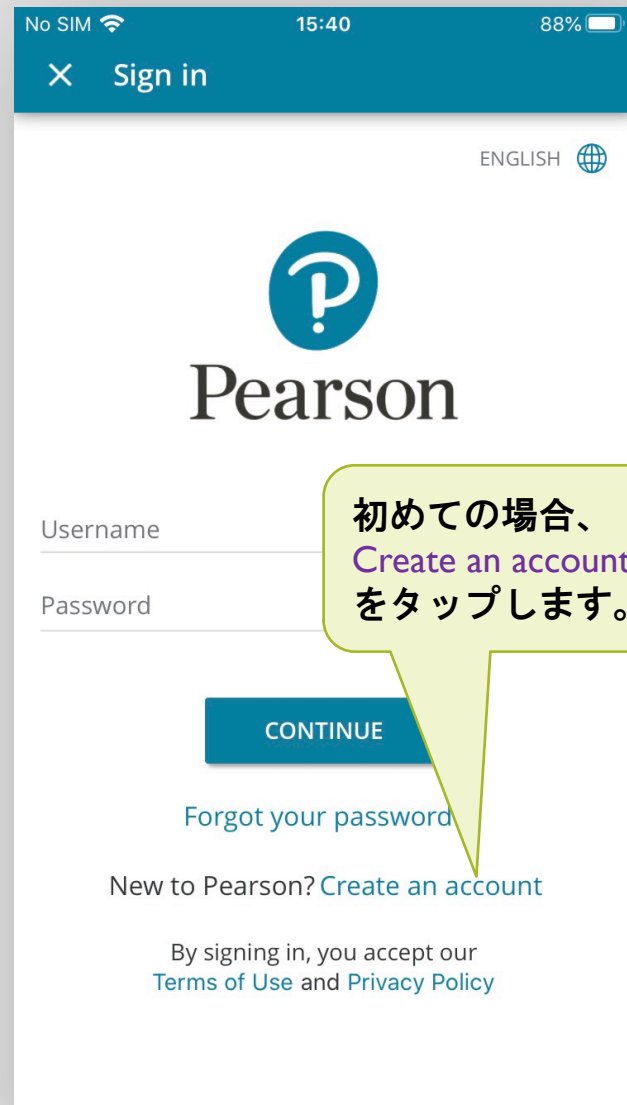 No SIM 15:40 88%
Sign in
ENGLISH
Pearson
Username
初めての場合、
Create an account
をタップします。
Password
CONTINUE
Forgot your password
New to Pearson? Create an account
By signing in, you accept our
Terms of Use and Privacy Policy